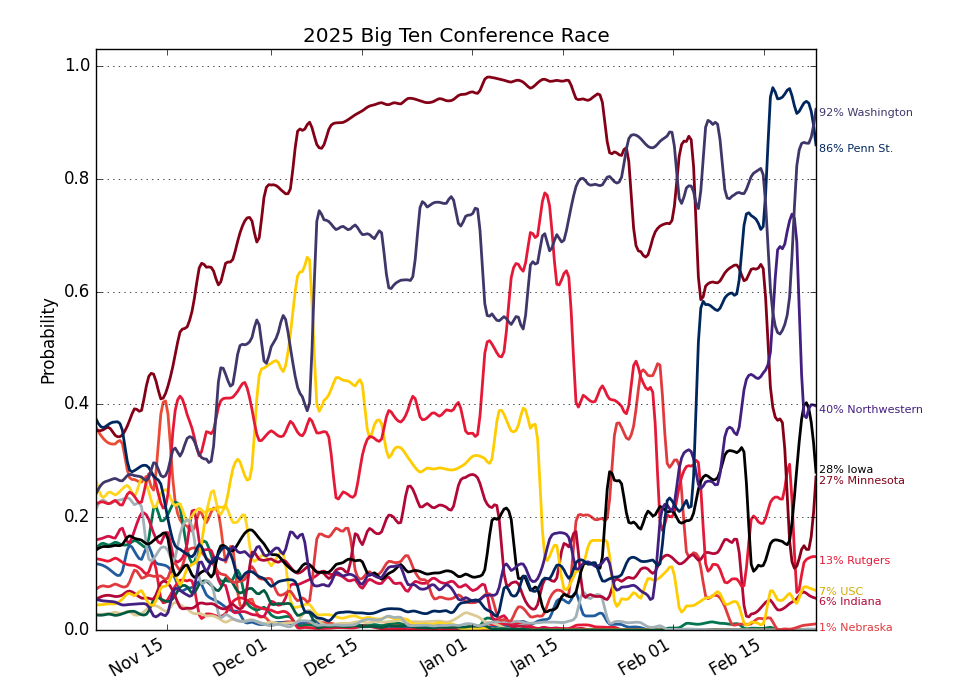 2025 Big Ten Conference Race
1.0
0.8
0.6
0.4
0.2
0.0
Probability
Nov 15
Dec 01
Dec 15
Jan 01
Jan 15
Feb 01
Feb 15
92% Washington
86% Penn St.
40% Northwestern
28% Iowa
27% Minnesota
13% Rutgers
7% USC
6% Indiana
1% Nebraska